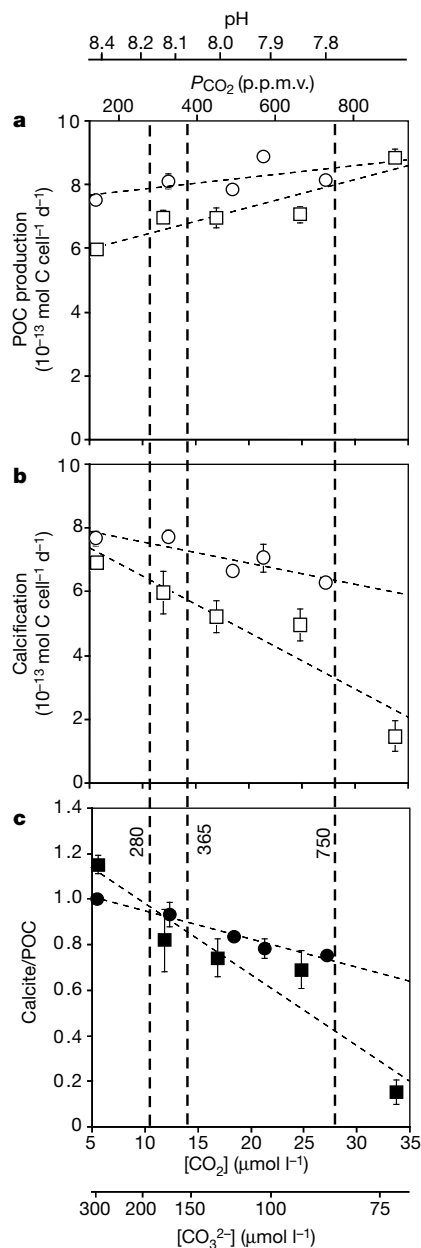 pH
8.4 8.2 8.1 8.0 7.9 7.8
PCO2 (p.p.m.v.)
200 400 600 800
a
10
8
6
4
2
0
POC production
(10–13 mol C cell–1 d–1)
b
10
8
6
4
2
0
Calcification
(10–13 mol C cell–1 d–1)
c
1.4
1.2
1.0
0.8
0.6
0.4
0.2
0
Calcite/POC
280
365
750
5 10 15 20 25 30 35
[CO2] (μmol l–1)
300 200 150 100 75
[CO32–] (μmol l–1)